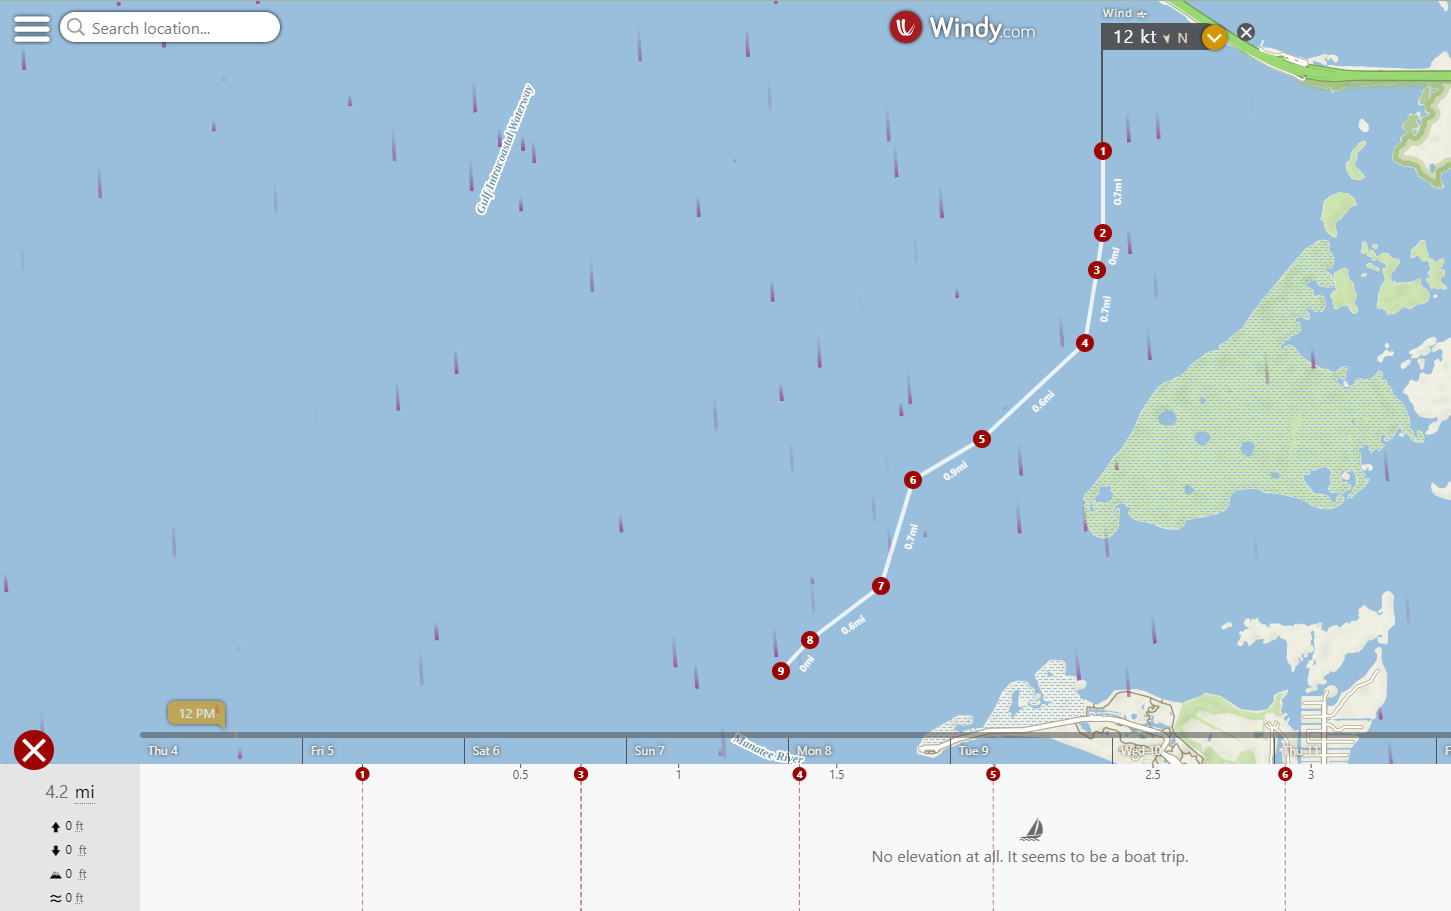 Search location...
Windy.com
Wind
12 kt N
Gulf Intracoastal Waterway
1
0.7mi
2
0mi
3
0.7mi
4
0.6mi
5
0.9mi
6
0.7mi
7
0.6mi
8
0mi
9
12 PM
Manatee River
Thu 4
Fri 5
Sat 6
Sun 7
Mon 8
Tue 9
Wed 10
Thu 11
F
1
0.5
3
1
4
1.5
5
2.5
6
3
4.2 mi
0 ft
0 ft
0 ft
0 ft
No elevation at all. It seems to be a boat trip.